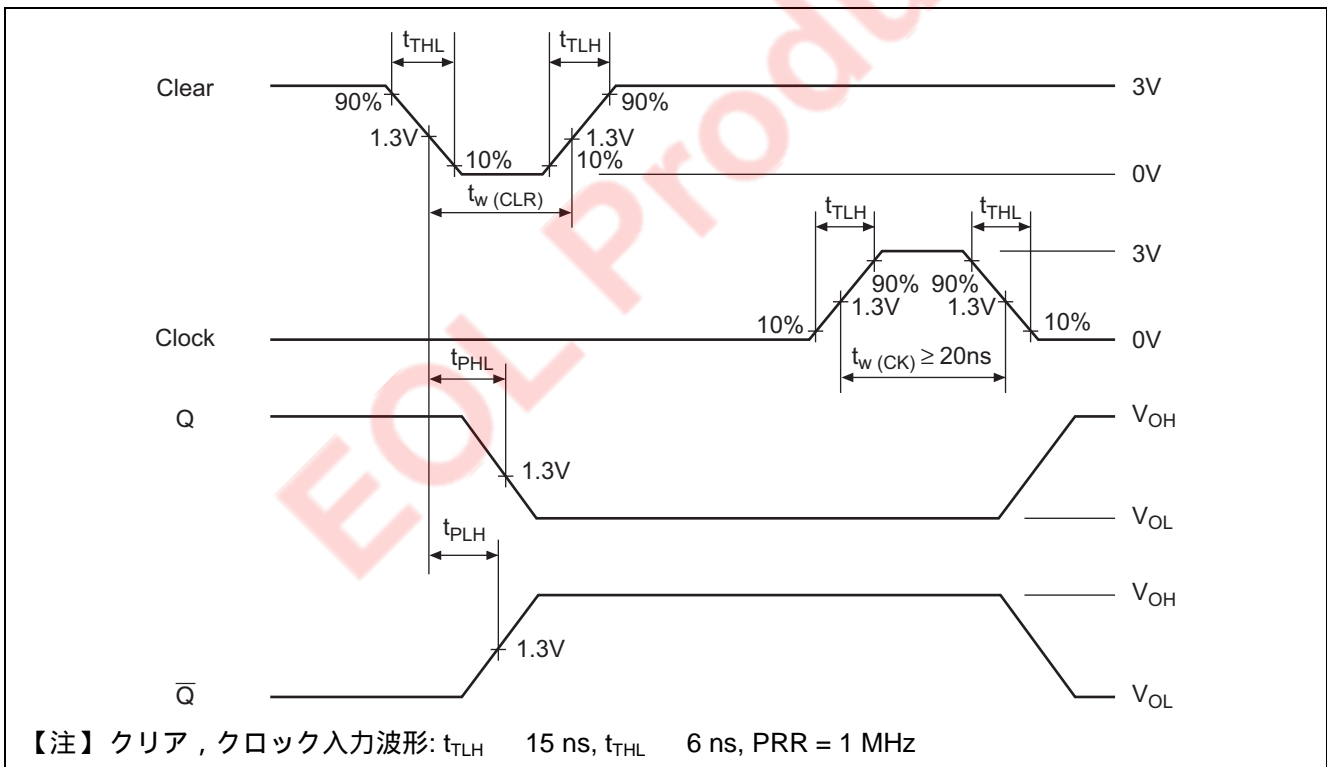 tTHL tTLH
Clear 3V
90% 90%
1.3V 1.3V
10% 10%
0V
tw (CLR)
tTLH tTHL
3V
90% 90%
1.3V 1.3V
10% 10%
Clock 0V
tw (CK) ≥ 20ns
tPHL
Q VOH
1.3V
VOL
tPLH
VOH
1.3V
Q̅ VOL
【注】クリア，クロック入力波形: tTLH 15 ns, tTHL 6 ns, PRR = 1 MHz
EOL Produ